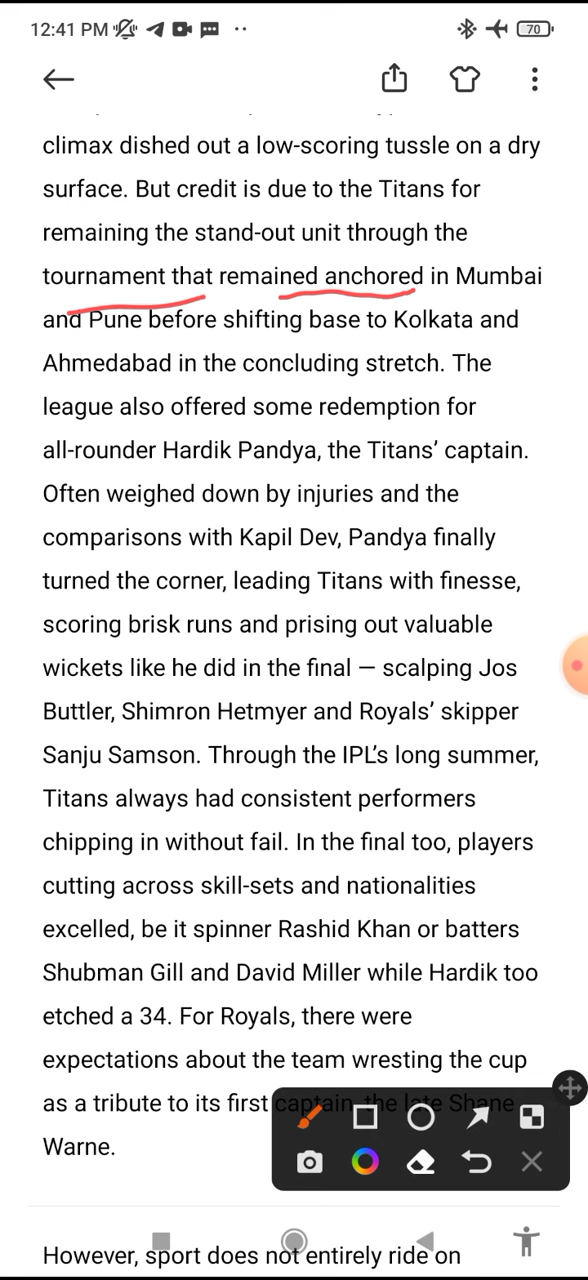 12:41 PM
70
climax dished out a low-scoring tussle on a dry
surface. But credit is due to the Titans for
remaining the stand-out unit through the
tournament that remained anchored in Mumbai
and Pune before shifting base to Kolkata and
Ahmedabad in the concluding stretch. The
league also offered some redemption for
all-rounder Hardik Pandya, the Titans’ captain.
Often weighed down by injuries and the
comparisons with Kapil Dev, Pandya finally
turned the corner, leading Titans with finesse,
scoring brisk runs and prising out valuable
wickets like he did in the final — scalping Jos
Buttler, Shimron Hetmyer and Royals’ skipper
Sanju Samson. Through the IPL’s long summer,
Titans always had consistent performers
chipping in without fail. In the final too, players
cutting across skill-sets and nationalities
excelled, be it spinner Rashid Khan or batters
Shubman Gill and David Miller while Hardik too
etched a 34. For Royals, there were
expectations about the team wresting the cup
as a tribute to its first captain, the late Shane
Warne.
However, sport does not entirely ride on